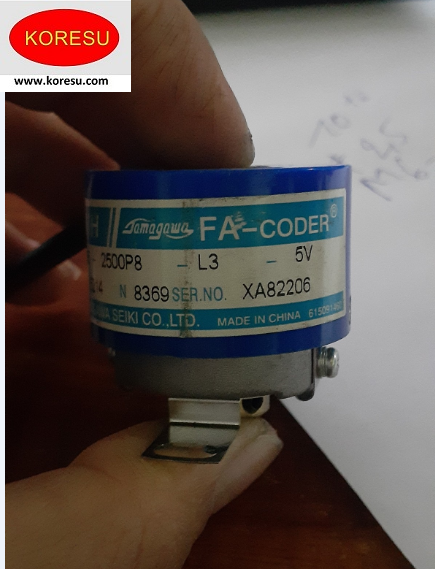 KORESU
www.koresu.com
H Tamagawa FA-CODER®
- 2500P8 - L3 - 5V
N 8369 SER.NO. XA82206
SEIKI CO.,LTD. MADE IN CHINA